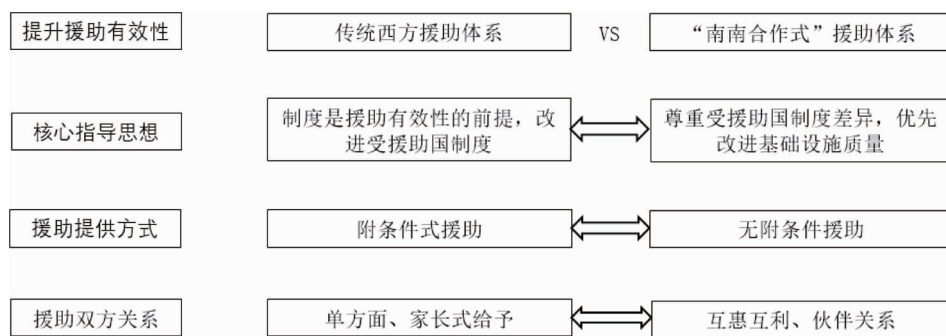 提升援助有效性
传统西方援助体系
VS
“南南合作式”援助体系
核心指导思想
制度是援助有效性的前提，改
进受援助国制度
尊重受援助国制度差异，优先
改进基础设施质量
援助提供方式
附条件式援助
无附条件援助
援助双方关系
单方面、家长式给予
互惠互利、伙伴关系